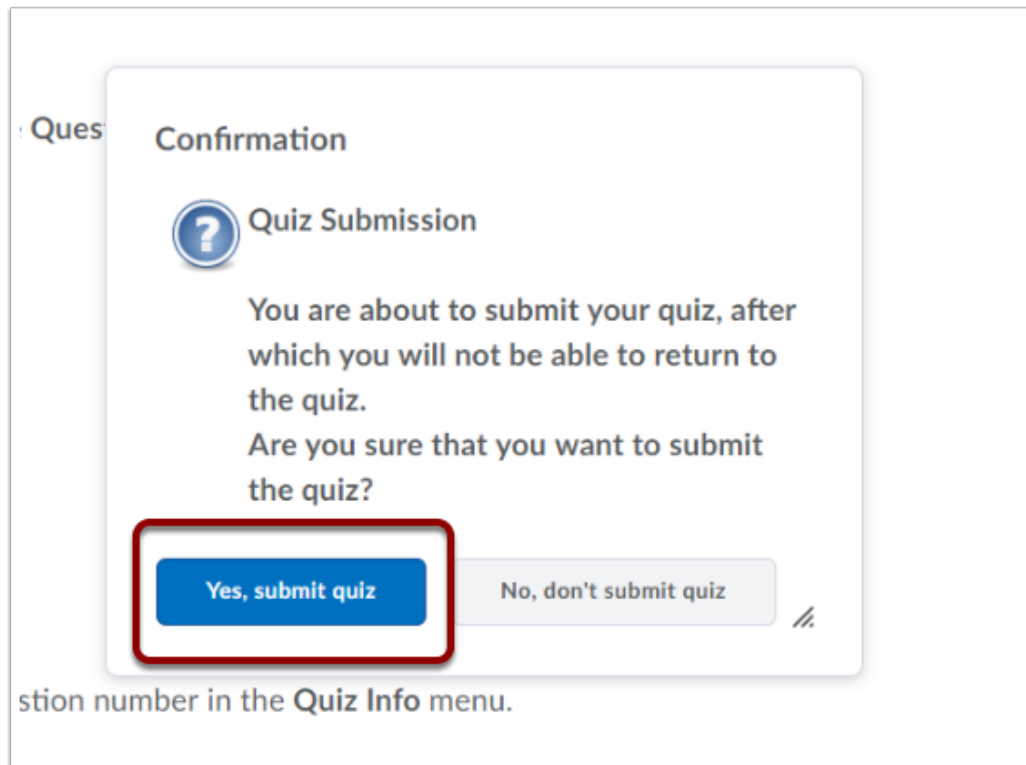 Quest
Confirmation
?
Quiz Submission
You are about to submit your quiz, after
which you will not be able to return to
the quiz.
Are you sure that you want to submit
the quiz?
Yes, submit quiz
No, don't submit quiz
stion number in the Quiz Info menu.